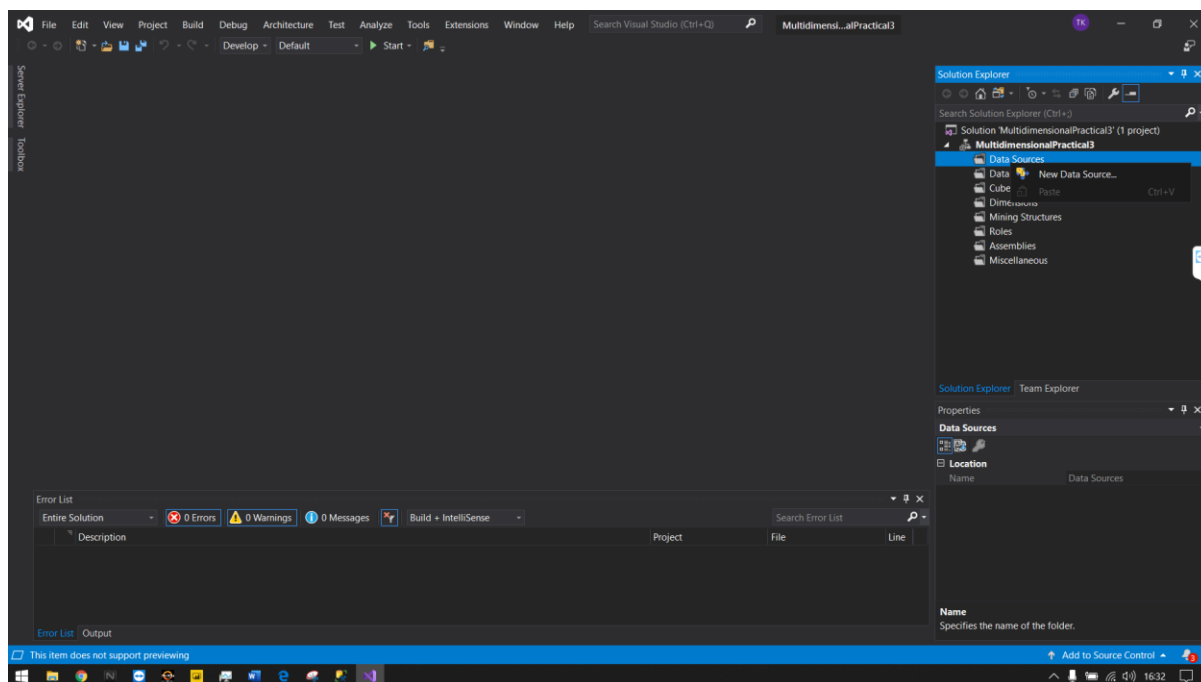 File Edit View Project Build Debug Architecture Test Analyze Tools Extensions Window Help Search Visual Studio (Ctrl+Q) Multidimensi...alPractical3 TK
Develop Default Start
Server Explorer
Toolbox
Solution Explorer
Search Solution Explorer (Ctrl+;)
Solution 'MultidimensionalPractical3' (1 project)
MultidimensionalPractical3
Data Sources
Data
New Data Source...
Cube
Paste Ctrl+V
Dimensions
Mining Structures
Roles
Assemblies
Miscellaneous
Solution Explorer Team Explorer
Properties
Data Sources
Location
Name Data Sources
Error List
Entire Solution 0 Errors 0 Warnings 0 Messages Build + IntelliSense Search Error List
Description Project File Line
Name
Specifies the name of the folder.
Error List Output
This item does not support previewing Add to Source Control 3
16:32